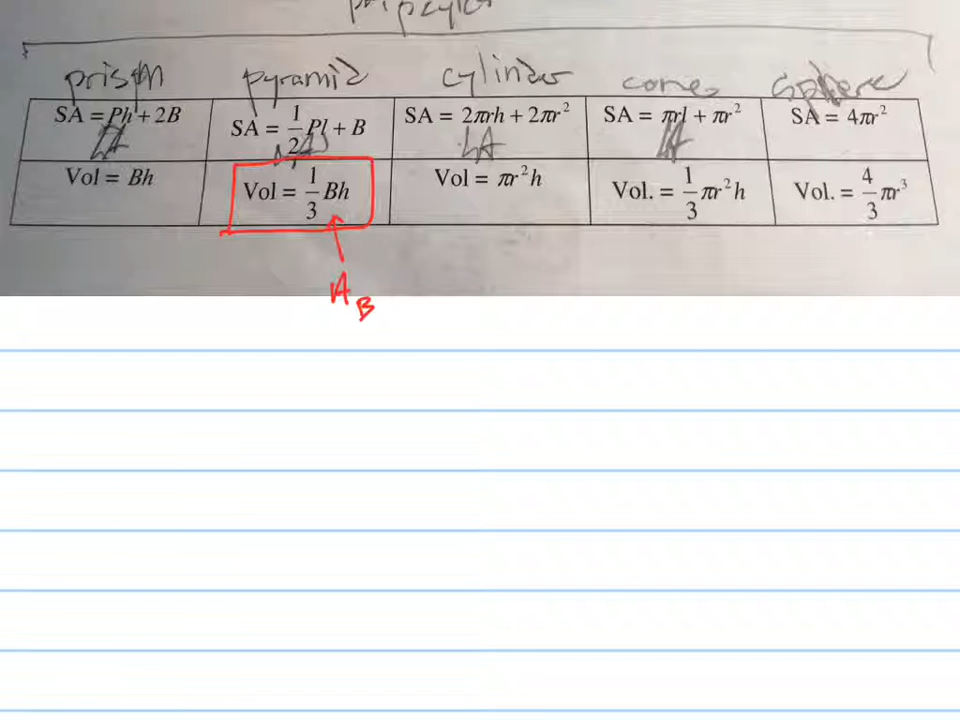 prism pyramid cylinder cone sphere
SA = Ph + 2B SA = 1/2 Pl + B SA = 2πrh + 2πr² SA = πrl + πr² SA = 4πr²
LA LA LA LA
Vol = Bh Vol = 1/3 Bh Vol = πr²h Vol. = 1/3 πr²h Vol. = 4/3 πr³
A_B